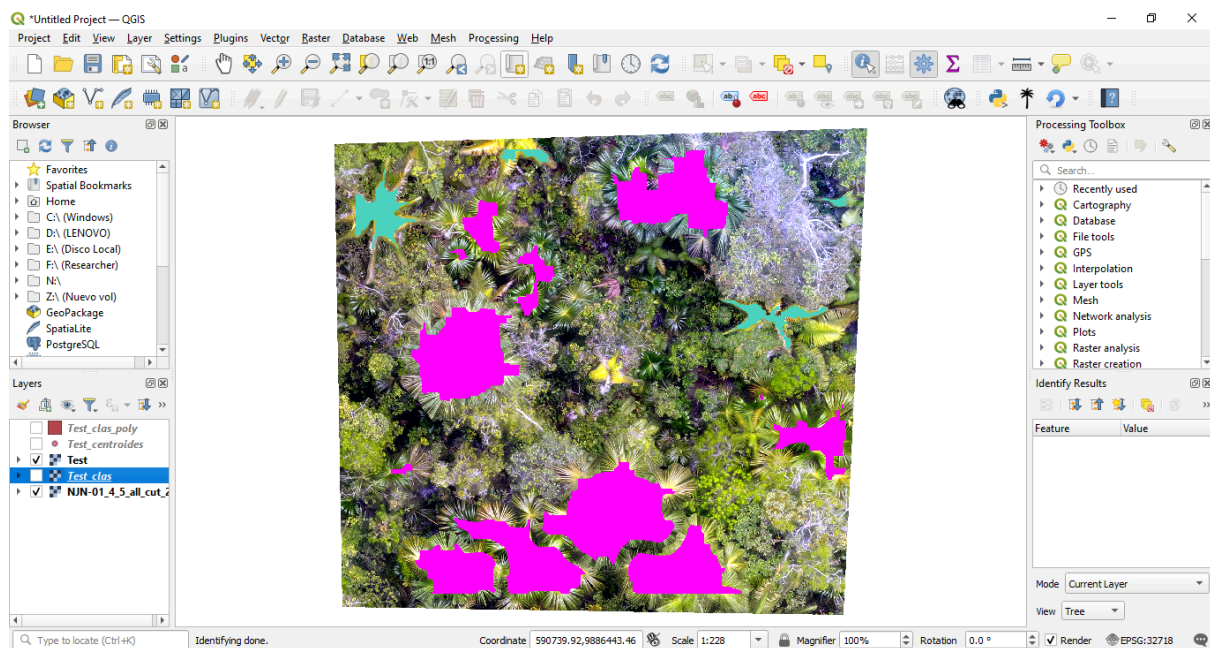 *Untitled Project — QGIS
Project Edit View Layer Settings Plugins Vector Raster Database Web Mesh Processing Help
Browser
Favorites
Spatial Bookmarks
Home
C:\ (Windows)
D:\ (LENOVO)
E:\ (Disco Local)
F:\ (Researcher)
N:\
Z:\ (Nuevo vol)
GeoPackage
SpatiaLite
PostgreSQL
Layers
Test_clas_poly
Test_centroides
Test
Test_clas
NJN-01_4_5_all_cut_2
Processing Toolbox
Search...
Recently used
Cartography
Database
File tools
GPS
Interpolation
Layer tools
Mesh
Network analysis
Plots
Raster analysis
Raster creation
Identify Results
Feature Value
Mode Current Layer
View Tree
Type to locate (Ctrl+K) Identifying done. Coordinate 590739.92,9886443.46 Scale 1:228 Magnifier 100% Rotation 0.0 ° Render EPSG:32718